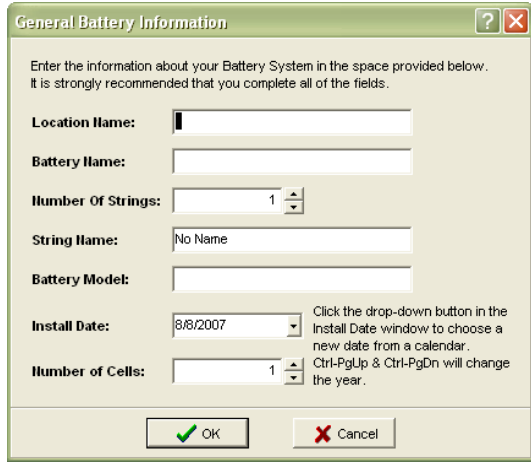 General Battery Information
Enter the information about your Battery System in the space provided below.
It is strongly recommended that you complete all of the fields.
Location Name:
Battery Name:
Number Of Strings: 1
String Name: No Name
Battery Model:
Install Date: 8/8/2007
Click the drop-down button in the
Install Date window to choose a
new date from a calendar.
Ctrl-PgUp & Ctrl-PgDn will change
the year.
Number of Cells: 1
OK Cancel